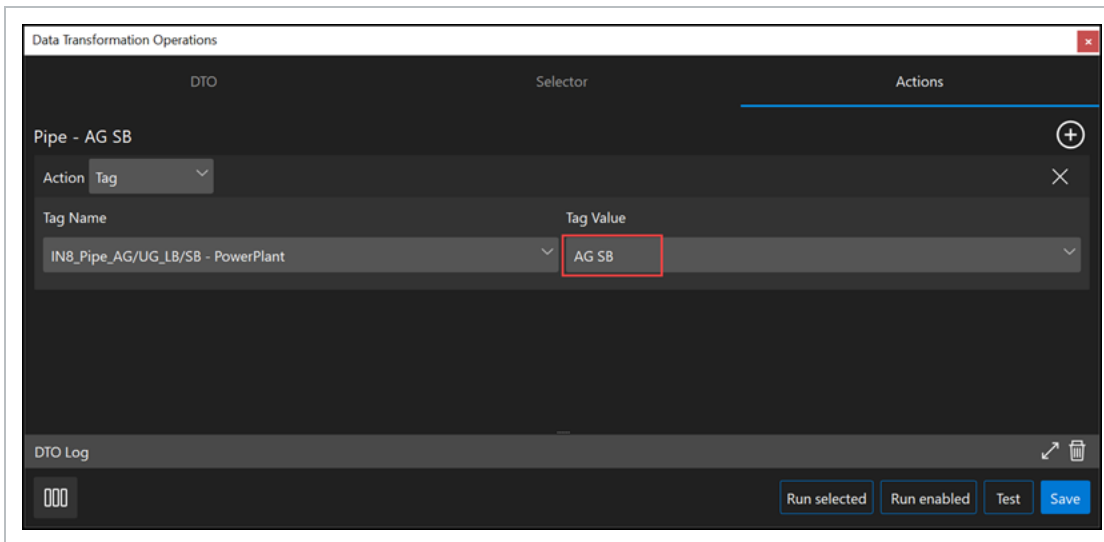 Data Transformation Operations
DTO Selector Actions
Pipe - AG SB
Action Tag
Tag Name Tag Value
IN8_Pipe_AG/UG_LB/SB - PowerPlant AG SB
DTO Log
Run selected Run enabled Test Save